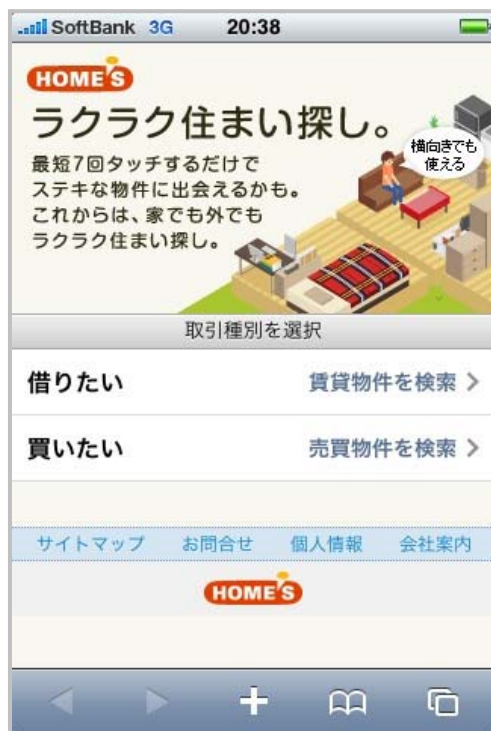 SoftBank 3G 20:38
HOME'S
ラクラク住まい探し。
最短7回タッチするだけで
ステキな物件に出会えるかも。
これからは、家でも外でも
ラクラク住まい探し。
横向きでも
使える
取引種別を選択
借りたい 賃貸物件を検索
買いたい 売買物件を検索
サイトマップ お問合せ 個人情報 会社案内
HOME'S